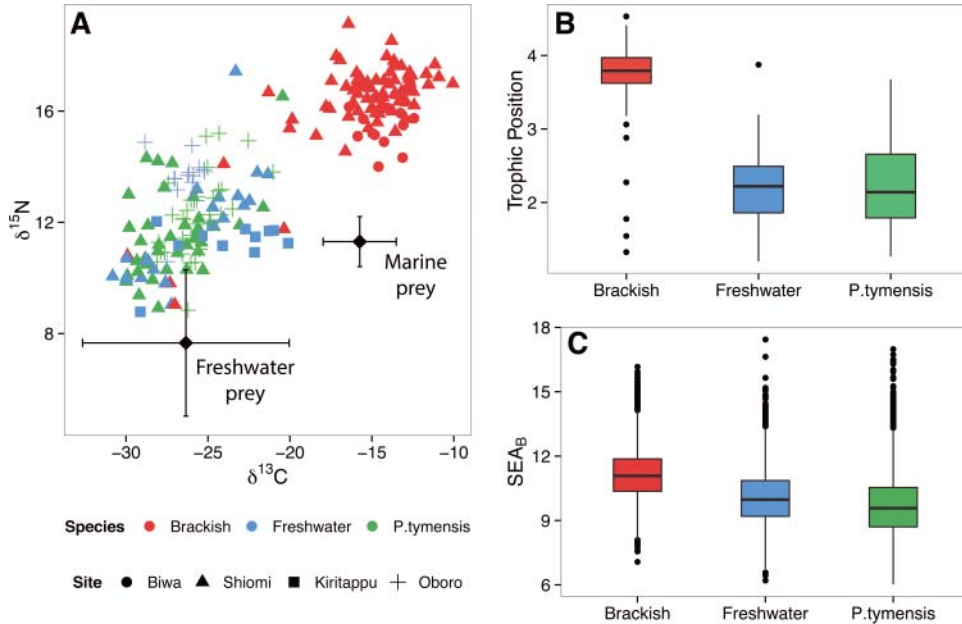 A
δ15N
16
12
8
−30
−25
−20
−15
−10
δ13C
Marine
prey
Freshwater
prey
Species Brackish Freshwater P.tymensis
Site Biwa Shiomi Kiritappu Oboro
B
Trophic Position
4
3
2
Brackish Freshwater P.tymensis
C
SEAB
18
15
12
9
6
Brackish Freshwater P.tymensis